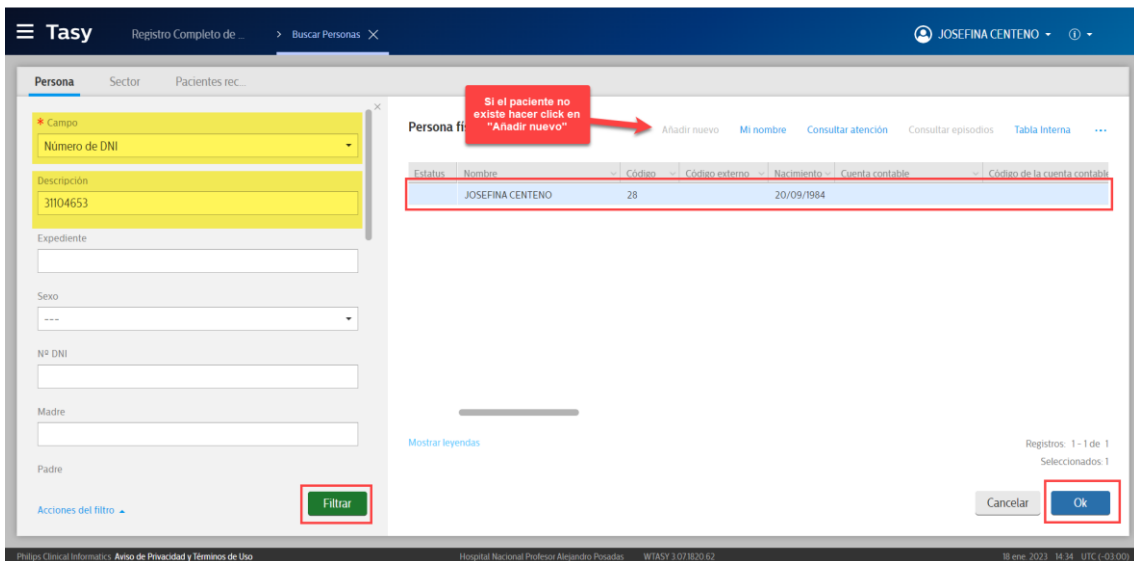 Tasy Registro Completo de ... > Buscar Personas X JOSEFINA CENTENO
Persona Sector Pacientes rec...
* Campo
Número de DNI
Descripción
31104653
Expediente
Sexo
---
Nº DNI
Madre
Padre
Acciones del filtro
Filtrar
Si el paciente no
existe hacer click en
"Añadir nuevo"
Persona fí
Añadir nuevo Mi nombre Consultar atención Consultar episodios Tabla Interna ...
Estatus Nombre Código Código externo Nacimiento Cuenta contable Código de la cuenta contable
JOSEFINA CENTENO 28 20/09/1984
Mostrar leyendas
Registros: 1 - 1 de 1
Seleccionados: 1
Cancelar Ok
Philips Clinical Informatics Aviso de Privacidad y Términos de Uso Hospital Nacional Profesor Alejandro Posadas WTASY 3.07.1820.62 18 ene. 2023 14:34 UTC (-03:00)